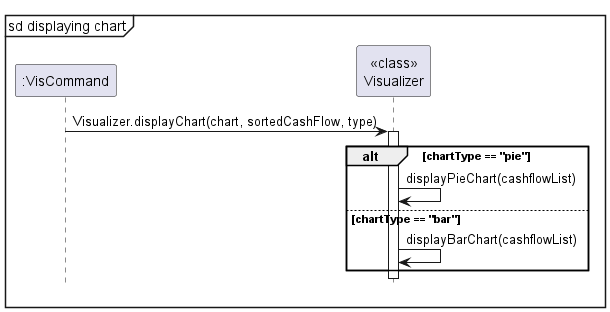 sd displaying chart
:VisCommand
«class»
Visualizer
Visualizer.displayChart(chart, sortedCashFlow, type)
alt [chartType == "pie"]
displayPieChart(cashflowList)
[chartType == "bar"]
displayBarChart(cashflowList)